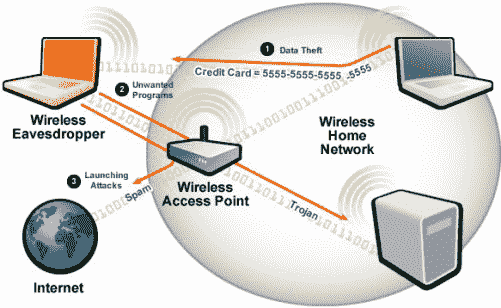 1 Data Theft
Credit Card = 5555-5555-5555, -5555
11101010
2 Unwanted
Programs
Wireless
Eavesdropper
Wireless
Home
Network
3 Launching
Attacks
Spam
Wireless
Access Point
Trojan
Internet